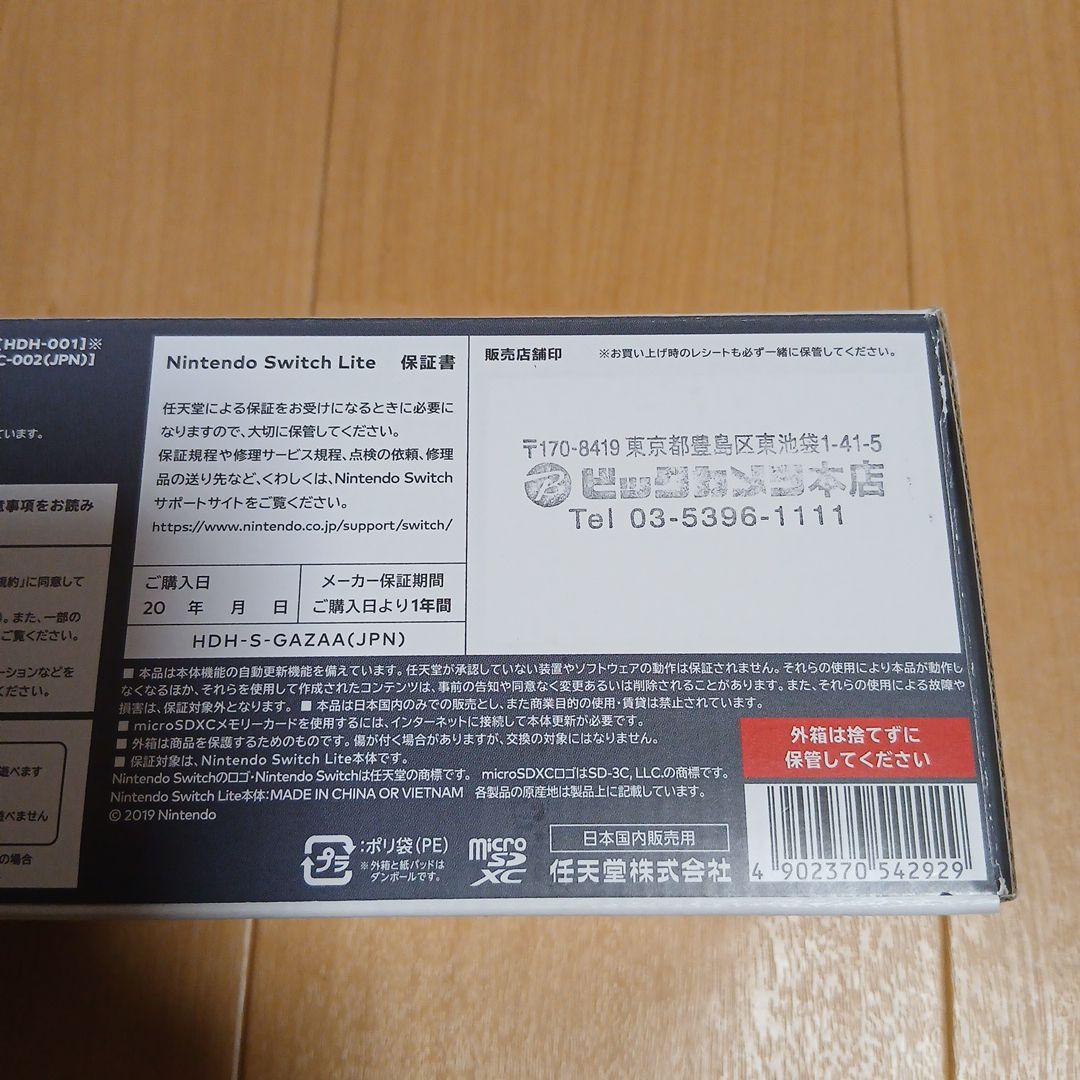 [HDH-001]※
C-002(JPN)]
ています。
意事項をお読み
規約」に同意して
。また、一部の
ご覧ください。
ーションなどを
ください。
遊べます
遊べません
の場合
Nintendo Switch Lite 保証書
任天堂による保証をお受けになるときに必要に
なりますので、大切に保管してください。
保証規程や修理サービス規程、点検の依頼、修理
品の送り先など、くわしくは、Nintendo Switch
サポートサイトをご覧ください。
https://www.nintendo.co.jp/support/switch/
ご購入日
20 年 月 日
メーカー保証期間
ご購入日より1年間
HDH-S-GAZAA(JPN)
販売店舗印 ※お買い上げ時のレシートも必ず一緒に保管してください。
〒170-8419 東京都豊島区東池袋1-41-5
B ビックカメラ本店
Tel 03-5396-1111
■ 本品は本体機能の自動更新機能を備えています。任天堂が承認していない装置やソフトウェアの動作は保証されません。それらの使用により本品が動作し
なくなるほか、それらを使用して作成されたコンテンツは、事前の告知や同意なく変更あるいは削除されることがあります。また、それらの使用による故障や
損害は、保証対象外となります。 ■ 本品は日本国内のみでの販売とし、また商業目的の使用・賃貸は禁止されています。
■ microSDXCメモリーカードを使用するには、インターネットに接続して本体更新が必要です。
■ 外箱は商品を保護するためのものです。傷が付く場合がありますが、交換の対象にはなりません。
■ 保証対象は、Nintendo Switch Lite本体です。
Nintendo Switchのロゴ・Nintendo Switchは任天堂の商標です。 microSDXCロゴはSD-3C, LLC.の商標です。
Nintendo Switch Lite本体：MADE IN CHINA OR VIETNAM 各製品の原産地は製品上に記載しています。
© 2019 Nintendo
外箱は捨てずに
保管してください
プラ
:ポリ袋(PE)
※外箱と紙パッドは
ダンボールです。
micro
SD
XC
日本国内販売用
任天堂株式会社
4 902370 542929